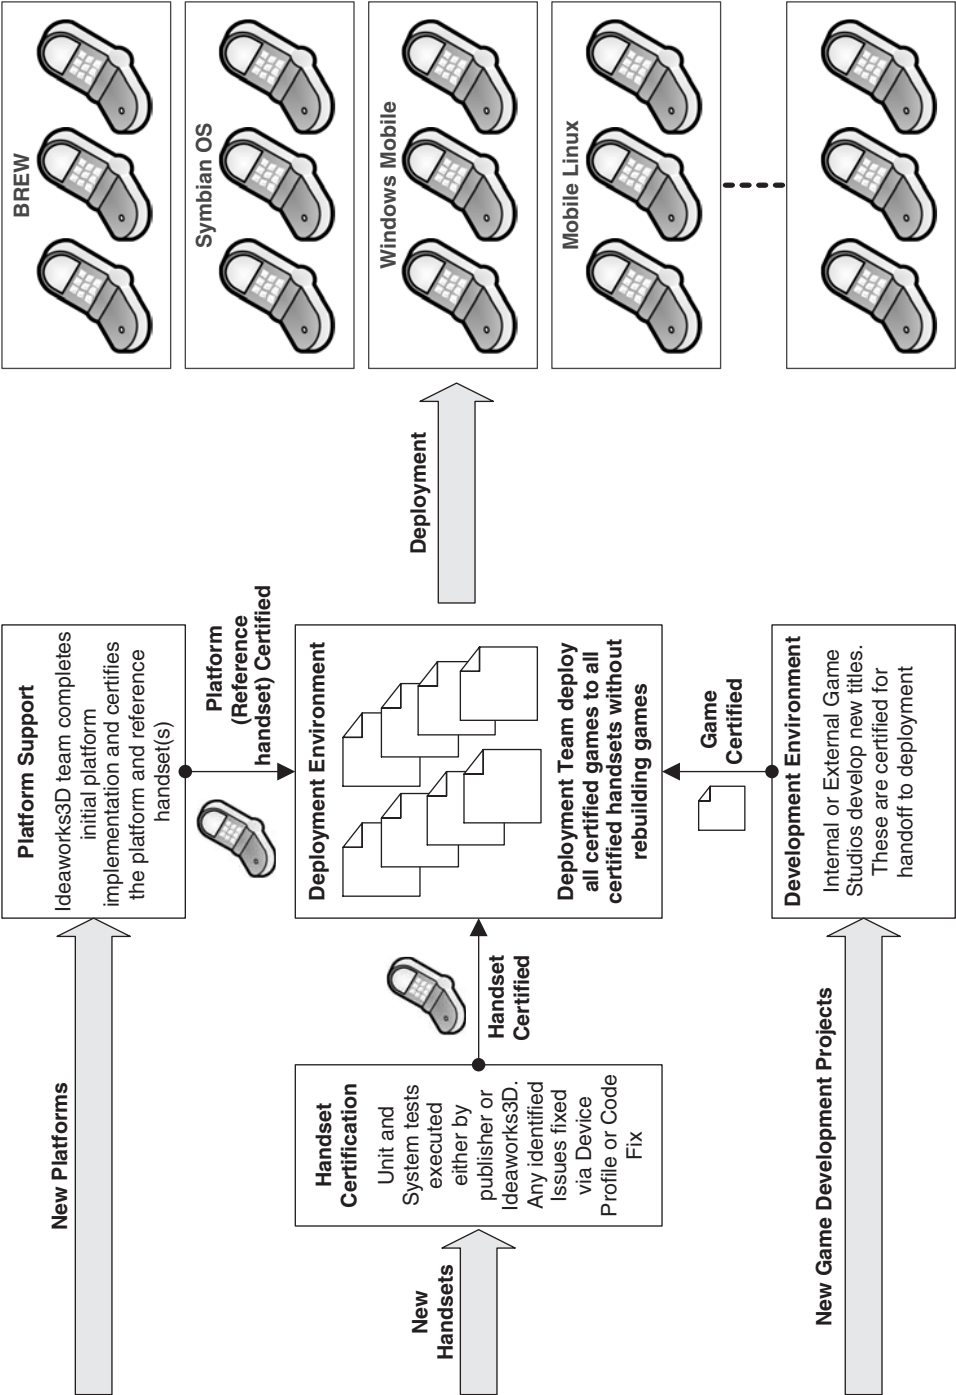 New Platforms
Platform Support
Ideaworks3D team completes
initial platform
implementation and certifies
the platform and reference
handset(s)
Platform
(Reference
handset) Certified
New
Handsets
Handset
Certification
Unit and
System tests
executed
either by
publisher or
Ideaworks3D.
Any identified
Issues fixed
via Device
Profile or Code
Fix
Handset
Certified
Deployment Environment
Deployment Team deploy
all certified games to all
certified handsets without
rebuilding games
Game
Certified
New Game Development Projects
Development Environment
Internal or External Game
Studios develop new titles.
These are certified for
handoff to deployment
Deployment
BREW
Symbian OS
Windows Mobile
Mobile Linux